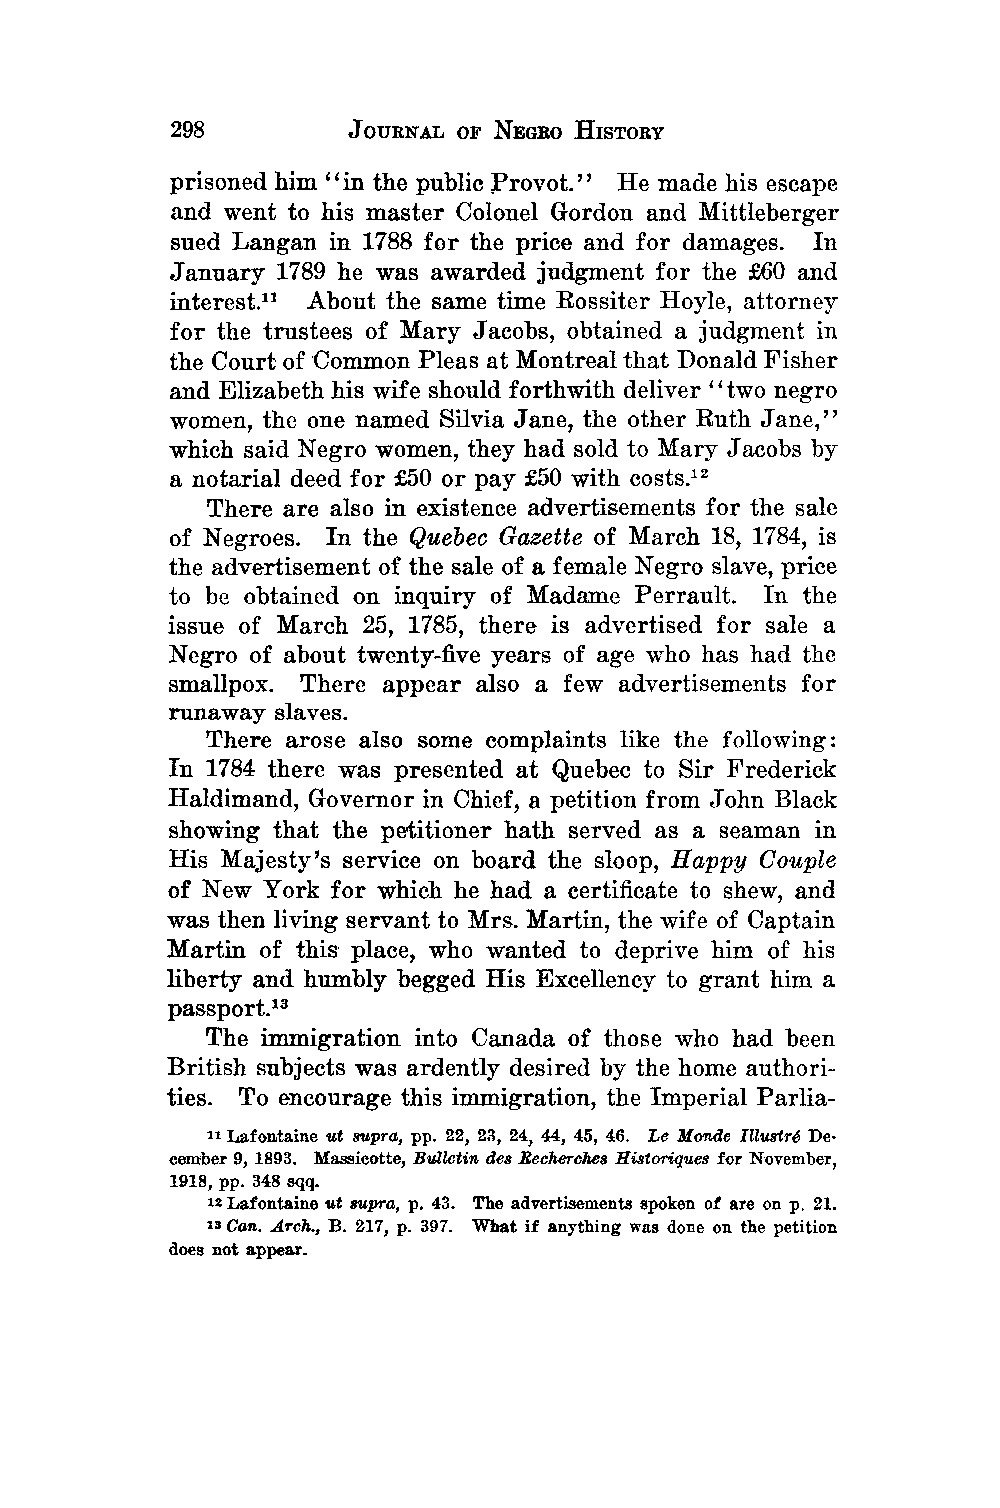 298 JOURNAL OF NEGRO HISTORY
prisoned him “in the public Provot.” He made his escape
and went to his master Colonel Gordon and Mittleberger
sued Langan in 1788 for the price and for damages. In
January 1789 he was awarded judgment for the £60 and
interest.¹¹ About the same time Rossiter Hoyle, attorney
for the trustees of Mary Jacobs, obtained a judgment in
the Court of Common Pleas at Montreal that Donald Fisher
and Elizabeth his wife should forthwith deliver “two negro
women, the one named Silvia Jane, the other Ruth Jane,”
which said Negro women, they had sold to Mary Jacobs by
a notarial deed for £50 or pay £50 with costs.¹²
There are also in existence advertisements for the sale
of Negroes. In the Quebec Gazette of March 18, 1784, is
the advertisement of the sale of a female Negro slave, price
to be obtained on inquiry of Madame Perrault. In the
issue of March 25, 1785, there is advertised for sale a
Negro of about twenty-five years of age who has had the
smallpox. There appear also a few advertisements for
runaway slaves.
There arose also some complaints like the following:
In 1784 there was presented at Quebec to Sir Frederick
Haldimand, Governor in Chief, a petition from John Black
showing that the petitioner hath served as a seaman in
His Majesty’s service on board the sloop, Happy Couple
of New York for which he had a certificate to shew, and
was then living servant to Mrs. Martin, the wife of Captain
Martin of this place, who wanted to deprive him of his
liberty and humbly begged His Excellency to grant him a
passport.¹³
The immigration into Canada of those who had been
British subjects was ardently desired by the home authori-
ties. To encourage this immigration, the Imperial Parlia-
¹¹ Lafontaine ut supra, pp. 22, 23, 24, 44, 45, 46. Le Monde Illustré De-
cember 9, 1893. Massicotte, Bulletin des Recherches Historiques for November,
1918, pp. 348 sqq.
¹² Lafontaine ut supra, p. 43. The advertisements spoken of are on p. 21.
¹³ Can. Arch., B. 217, p. 397. What if anything was done on the petition
does not appear.